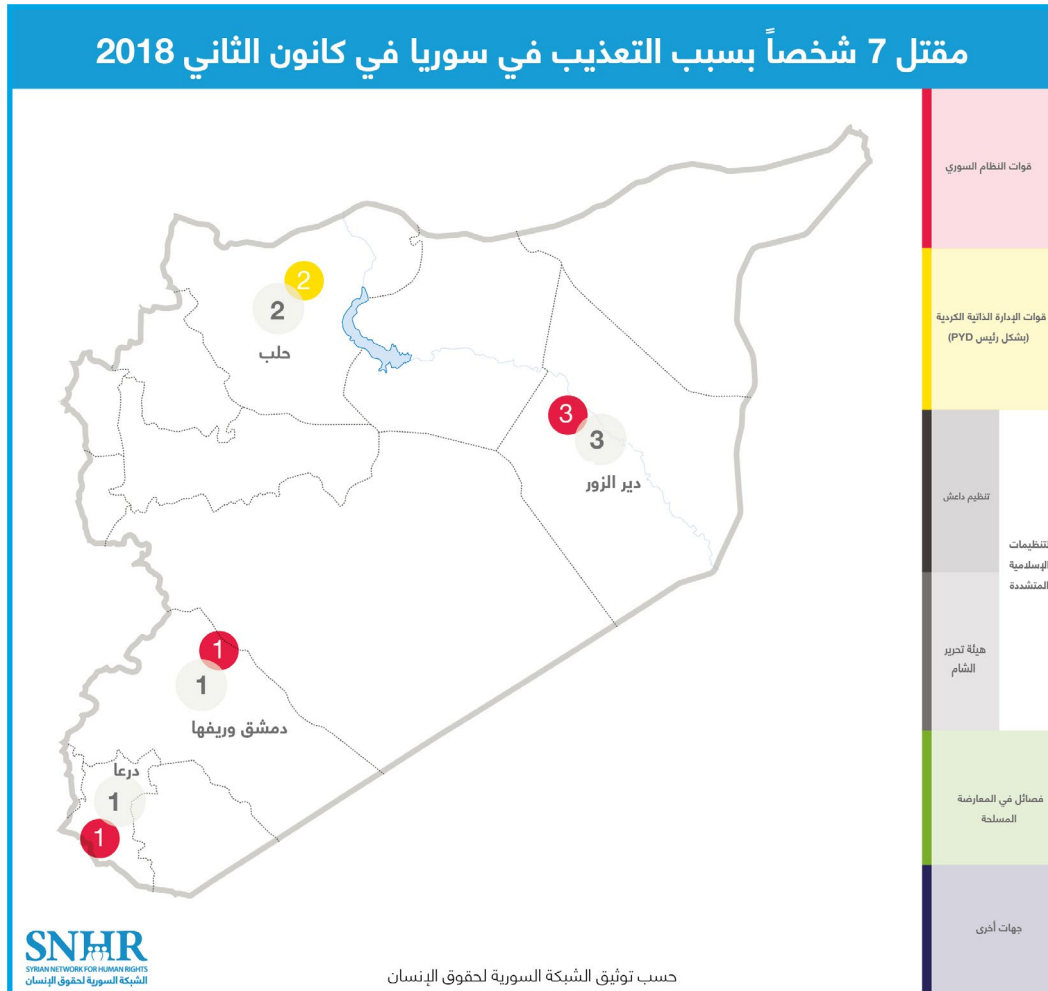 مقتل 7 شخصاً بسبب التعذيب في سوريا في كانون الثاني 2018
قوات النظام السوري
قوات الإدارة الذاتية الكردية
(بشكل رئيس PYD)
تنظيم داعش
لتنظيمات
الإسلامية
المتشددة
هيئة تحرير
الشام
فصائل في المعارضة
المسلحة
جهات أخرى
2
2
حلب
3
3
دير الزور
1
1
دمشق وريفها
درعا
1
1
SNHR
SYRIAN NETWORK FOR HUMAN RIGHTS
الشبكة السورية لحقوق الإنسان
حسب توثيق الشبكة السورية لحقوق الإنسان